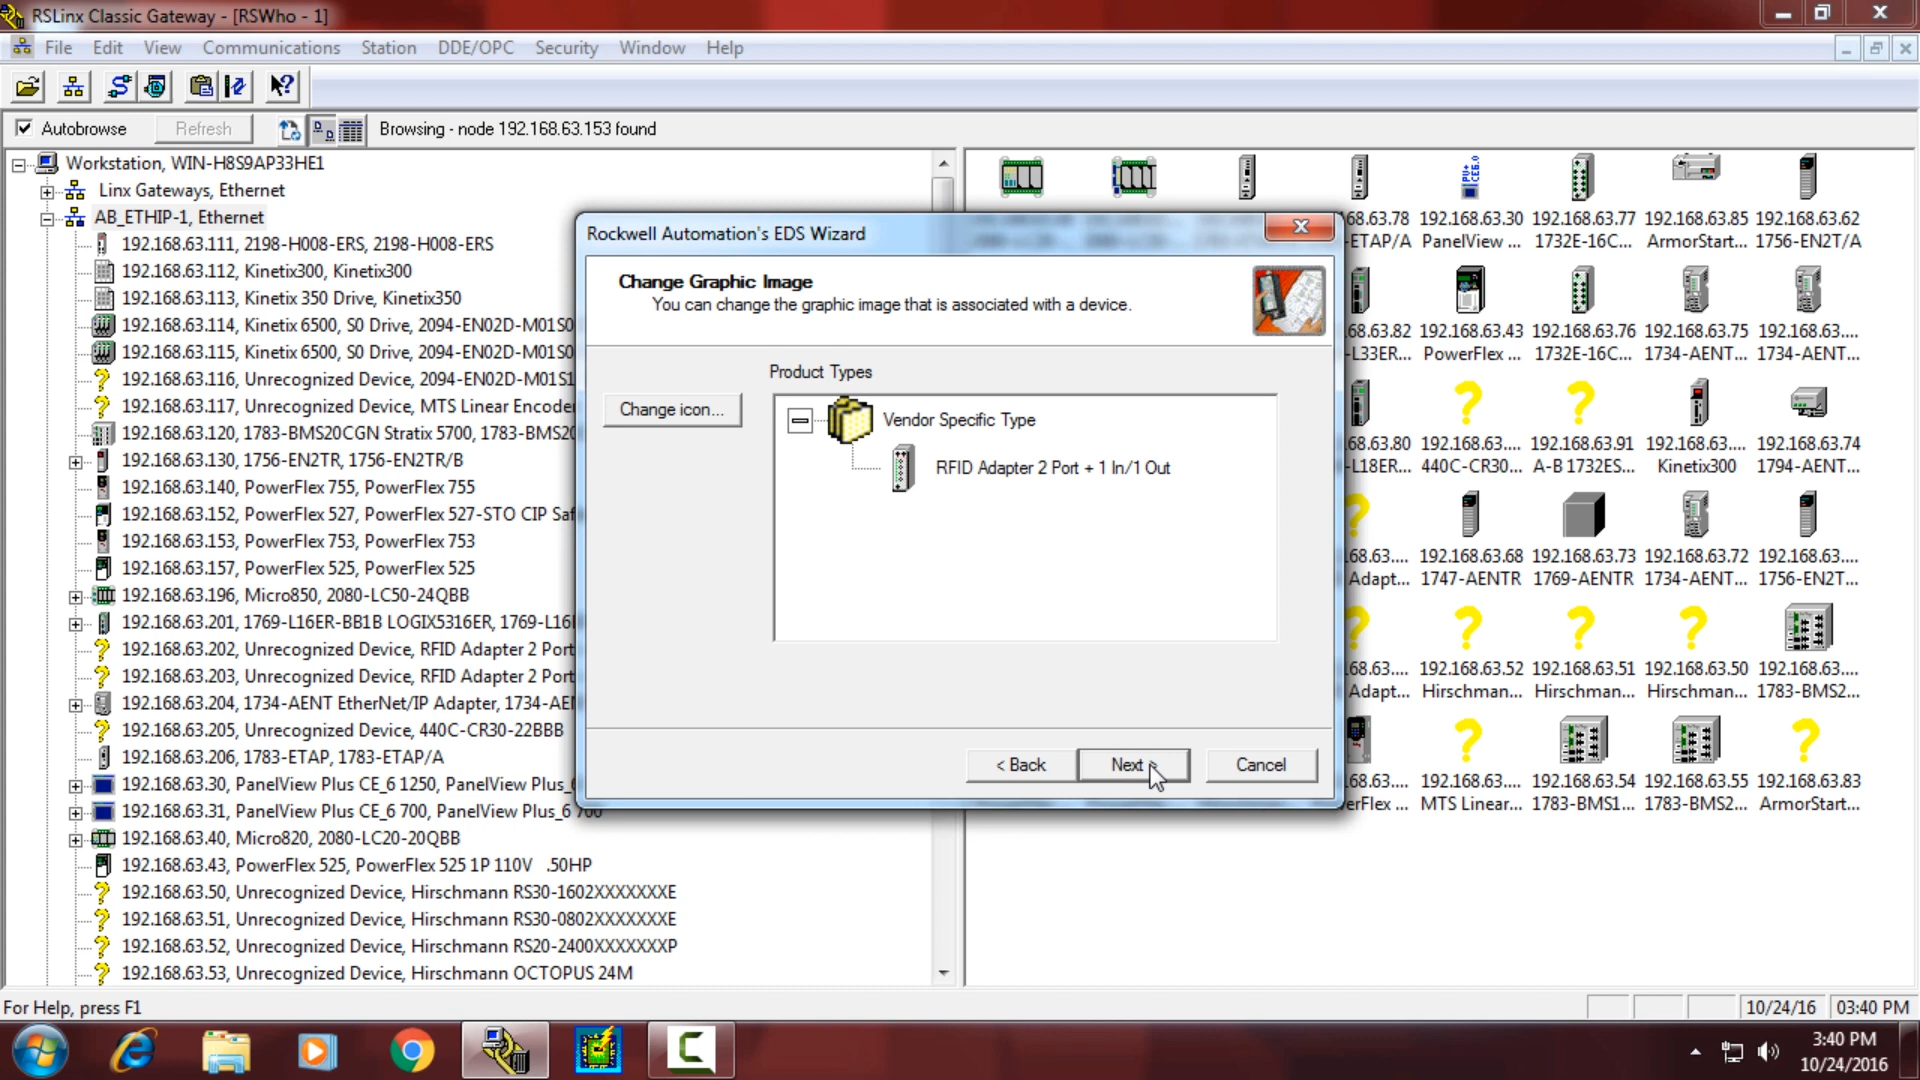 RSLinx Classic Gateway - [RSWho - 1]
File Edit View Communications Station DDE/OPC Security Window Help
Autobrowse Refresh Browsing - node 192.168.63.153 found
Workstation, WIN-H8S9AP33HE1
Linx Gateways, Ethernet
AB_ETHIP-1, Ethernet
192.168.63.111, 2198-H008-ERS, 2198-H008-ERS
192.168.63.112, Kinetix300, Kinetix300
192.168.63.113, Kinetix 350 Drive, Kinetix350
192.168.63.114, Kinetix 6500, S0 Drive, 2094-EN02D-M01S0
192.168.63.115, Kinetix 6500, S0 Drive, 2094-EN02D-M01S0
192.168.63.116, Unrecognized Device, 2094-EN02D-M01S1
192.168.63.117, Unrecognized Device, MTS Linear Encoder
192.168.63.120, 1783-BMS20CGN Stratix 5700, 1783-BMS20
192.168.63.130, 1756-EN2TR, 1756-EN2TR/B
192.168.63.140, PowerFlex 755, PowerFlex 755
192.168.63.152, PowerFlex 527, PowerFlex 527-STO CIP Saf
192.168.63.153, PowerFlex 753, PowerFlex 753
192.168.63.157, PowerFlex 525, PowerFlex 525
192.168.63.196, Micro850, 2080-LC50-24QBB
192.168.63.201, 1769-L16ER-BB1B LOGIX5316ER, 1769-L16
192.168.63.202, Unrecognized Device, RFID Adapter 2 Port
192.168.63.203, Unrecognized Device, RFID Adapter 2 Port
192.168.63.204, 1734-AENT EtherNet/IP Adapter, 1734-AE
192.168.63.205, Unrecognized Device, 440C-CR30-22BBB
192.168.63.206, 1783-ETAP, 1783-ETAP/A
192.168.63.30, PanelView Plus CE_6 1250, PanelView Plus_6
192.168.63.31, PanelView Plus CE_6 700, PanelView Plus_6 700
192.168.63.40, Micro820, 2080-LC20-20QBB
192.168.63.43, PowerFlex 525, PowerFlex 525 1P 110V .50HP
192.168.63.50, Unrecognized Device, Hirschmann RS30-1602XXXXXXXE
192.168.63.51, Unrecognized Device, Hirschmann RS30-0802XXXXXXXE
192.168.63.52, Unrecognized Device, Hirschmann RS20-2400XXXXXXXP
192.168.63.53, Unrecognized Device, Hirschmann OCTOPUS 24M
Rockwell Automation's EDS Wizard
Change Graphic Image
You can change the graphic image that is associated with a device.
Product Types
Change icon...
Vendor Specific Type
RFID Adapter 2 Port + 1 In/1 Out
< Back Next > Cancel
PV+
CE6.0
68.63.78 192.168.63.30 192.168.63.77 192.168.63.85 192.168.63.62
ETAP/A PanelView ... 1732E-16C... ArmorStart... 1756-EN2T/A
68.63.82 192.168.63.43 192.168.63.76 192.168.63.75 192.168.63....
-L33ER... PowerFlex ... 1732E-16C... 1734-AENT... 1734-AENT...
68.63.80 192.168.63.... 192.168.63.91 192.168.63.... 192.168.63.74
-L18ER... 440C-CR30... A-B 1732ES... Kinetix300 1794-AENT...
68.63.... 192.168.63.68 192.168.63.73 192.168.63.72 192.168.63....
Adapt... 1747-AENTR 1769-AENTR 1734-AENT... 1756-EN2T...
68.63.... 192.168.63.52 192.168.63.51 192.168.63.50 192.168.63....
Adapt... Hirschman... Hirschman... Hirschman... 1783-BMS2...
68.63.... 192.168.63.... 192.168.63.54 192.168.63.55 192.168.63.83
erFlex ... MTS Linear... 1783-BMS1... 1783-BMS2... ArmorStart...
For Help, press F1
10/24/16 03:40 PM
3:40 PM
10/24/2016